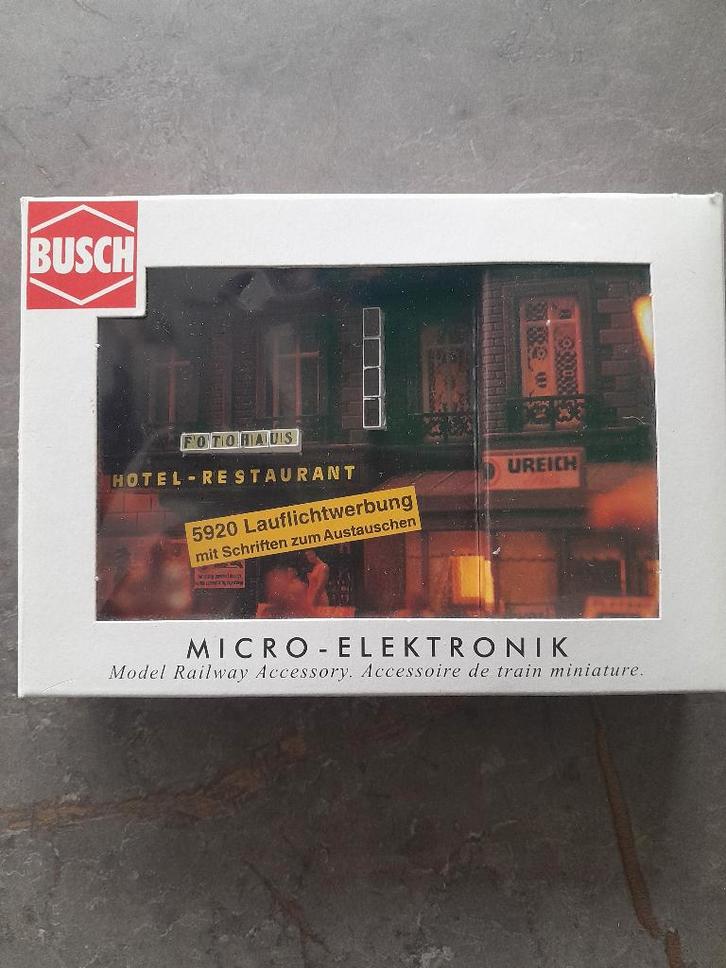 BUSCH
FOTOHAUS
HOTEL-RESTAURANT
UREICH
5920 Lauflichtwerbung
mit Schriften zum Austauschen
MICRO-ELEKTRONIK
Model Railway Accessory. Accessoire de train miniature.